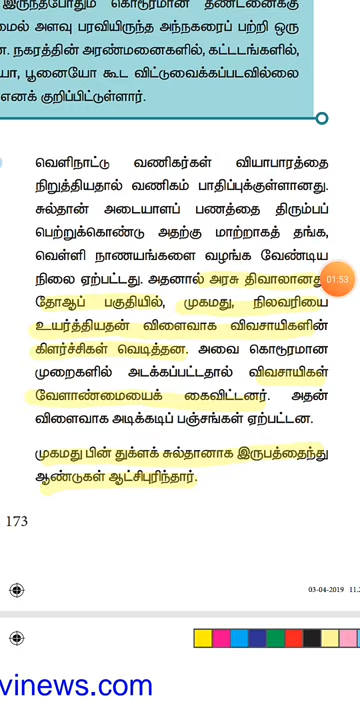 இருந்தபோதும் கொடூரமான தண்டனைக்கு
மைல் அளவு பரவியிருந்த அந்நகரைப் பற்றி ஒரு
ன. நகரத்தின் அரண்மனைகளில், கட்டடங்களில்,
யோ, பூனையோ கூட விட்டுவைக்கப்படவில்லை
எனக் குறிப்பிட்டுள்ளார்.
வெளிநாட்டு வணிகர்கள் வியாபாரத்தை
நிறுத்தியதால் வணிகம் பாதிப்புக்குள்ளானது.
சுல்தான் அடையாளப் பணத்தை திரும்பப்
பெற்றுக்கொண்டு அதற்கு மாற்றாகத் தங்க,
வெள்ளி நாணயங்களை வழங்க வேண்டிய
நிலை ஏற்பட்டது. அதனால் அரசு திவாலானது
01:53
தோஆப் பகுதியில், முகமது, நிலவரியை
உயர்த்தியதன் விளைவாக விவசாயிகளின்
கிளர்ச்சிகள் வெடித்தன. அவை கொடூரமான
முறைகளில் அடக்கப்பட்டதால் விவசாயிகள்
வேளாண்மையைக் கைவிட்டனர். அதன்
விளைவாக அடிக்கடிப் பஞ்சங்கள் ஏற்பட்டன.
முகமது பின் துக்ளக் சுல்தானாக இருபத்தைந்து
ஆண்டுகள் ஆட்சிபுரிந்தார்.
173
03-04-2019 11.2
vinews.com